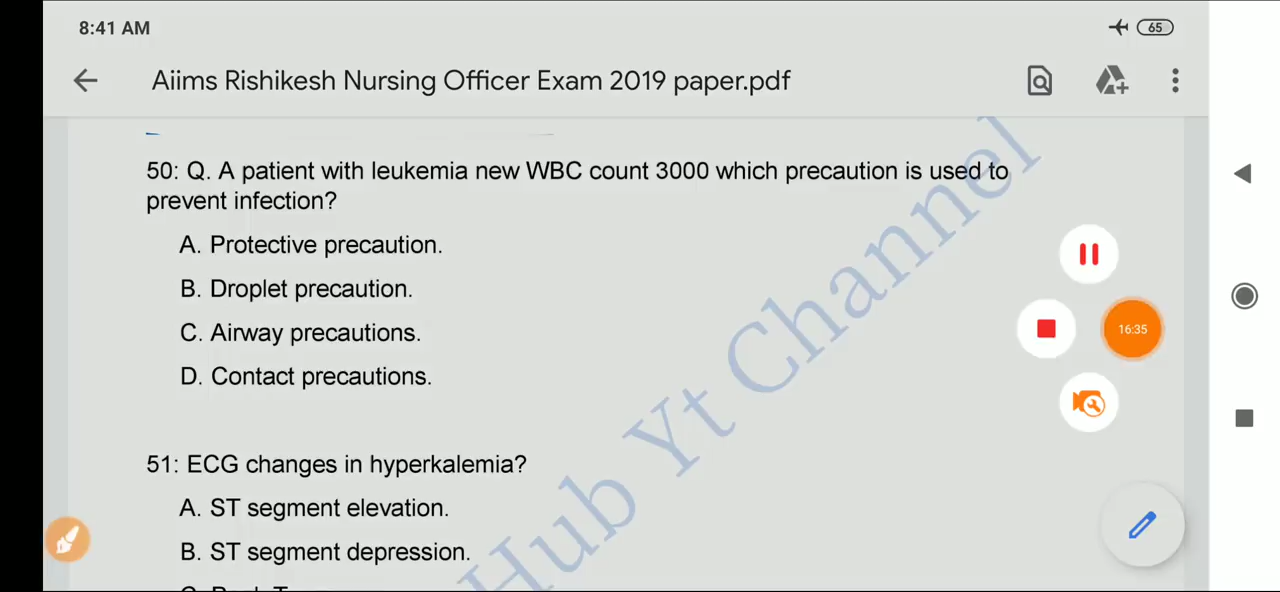 8:41 AM
65
Aiims Rishikesh Nursing Officer Exam 2019 paper.pdf
50: Q. A patient with leukemia new WBC count 3000 which precaution is used to
prevent infection?
A. Protective precaution.
B. Droplet precaution.
C. Airway precautions.
D. Contact precautions.
16:35
51: ECG changes in hyperkalemia?
A. ST segment elevation.
B. ST segment depression.
Hub Yt Channel